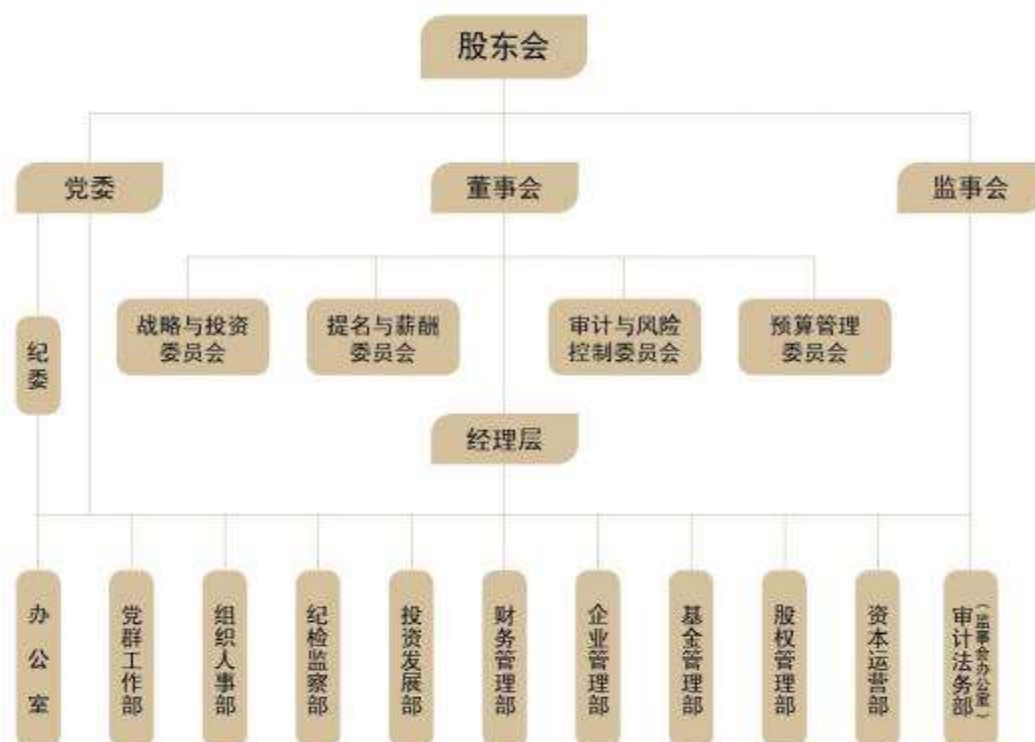 股东会
党委
董事会
监事会
战略与投资
委员会
提名与薪酬
委员会
审计与风险
控制委员会
预算管理
委员会
纪委
经理层
办公室
党群工作部
组织人事部
纪检监察部
投资发展部
财务管理部
企业管理部
基金管理部
股权管理部
资本运营部
审计法务部
(监事会办公室)